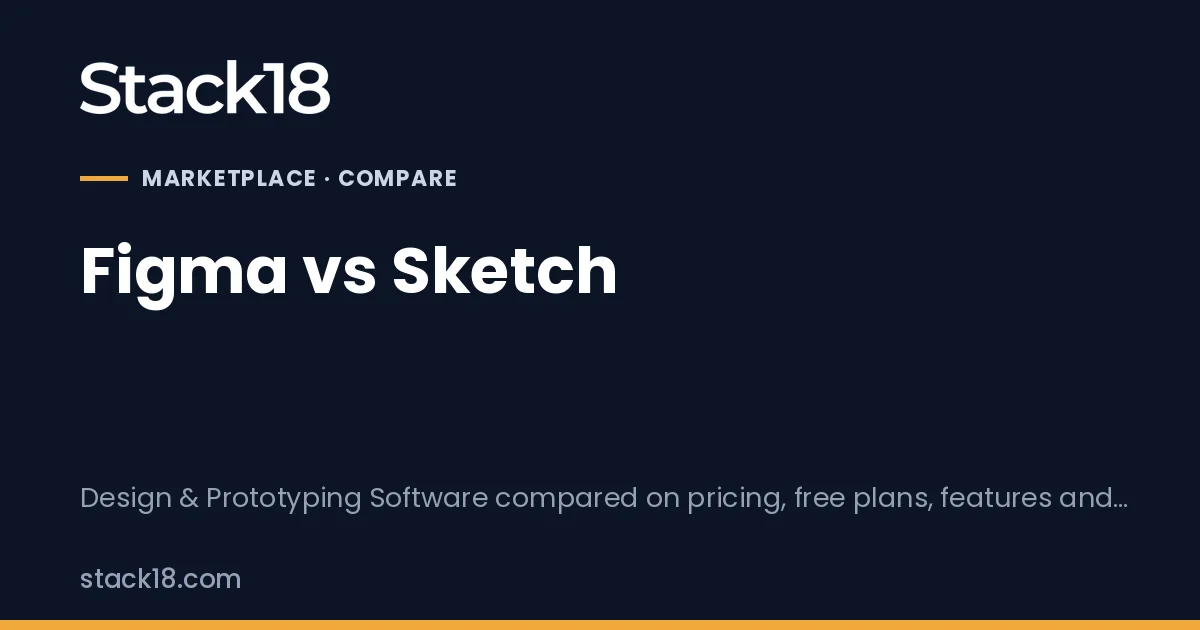 Stack18
MARKETPLACE · COMPARE
Figma vs Sketch
Design & Prototyping Software compared on pricing, free plans, features and...
stack18.com